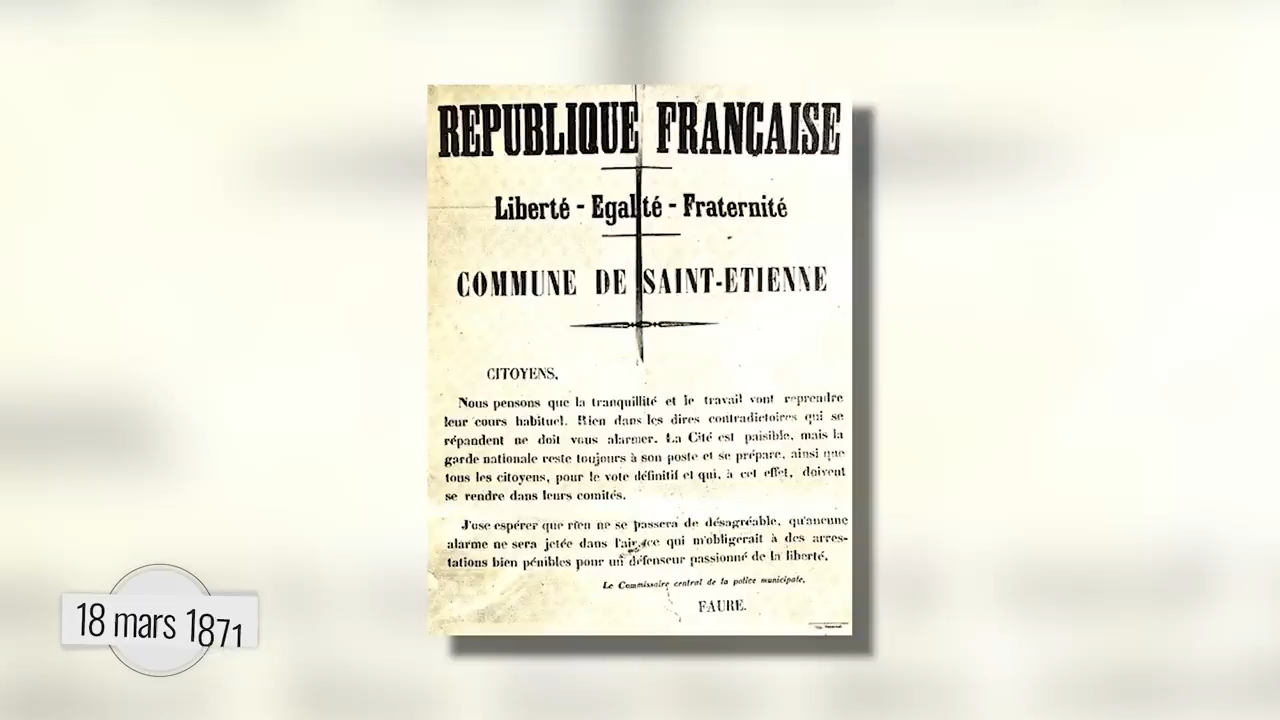 REPUBLIQUE FRANÇAISE
Liberté - Egalité - Fraternité
COMMUNE DE SAINT-ETIENNE
CITOYENS,
Nous pensons que la tranquillité et le travail vont reprendre
leur cours habituel. Rien dans les dires contradictoires qui se
répandent ne doit vous alarmer. La Cité est paisible, mais la
garde nationale reste toujours à son poste et se prépare, ainsi que
tous les citoyens, pour le vote définitif et qui, à cet effet, doivent
se rendre dans leurs comités.
J'ose espérer que rien ne se passera de désagréable, qu'aucune
alarme ne sera jetée dans l'air, ce qui m'obligerait à des arres-
tations bien pénibles pour un défenseur passionné de la liberté.
Le Commissaire central de la police municipale,
FAURE.
18 mars 1871